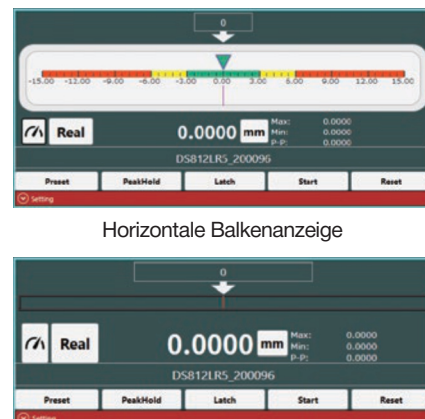 0
-15.00 -12.00 -9.00 -6.00 -3.00 0.00 3.00 6.00 9.00 12.00 15.00
Real 0.0000 mm Max: 0.0000
Min: 0.0000
P-P: 0.0000
DS812LR5_200096
Preset PeakHold Latch Start Reset
Setting
Horizontale Balkenanzeige
0
Real 0.0000 mm Max: 0.0000
Min: 0.0000
P-P: 0.0000
DS812LR5_200096
Preset PeakHold Latch Start Reset
Setting